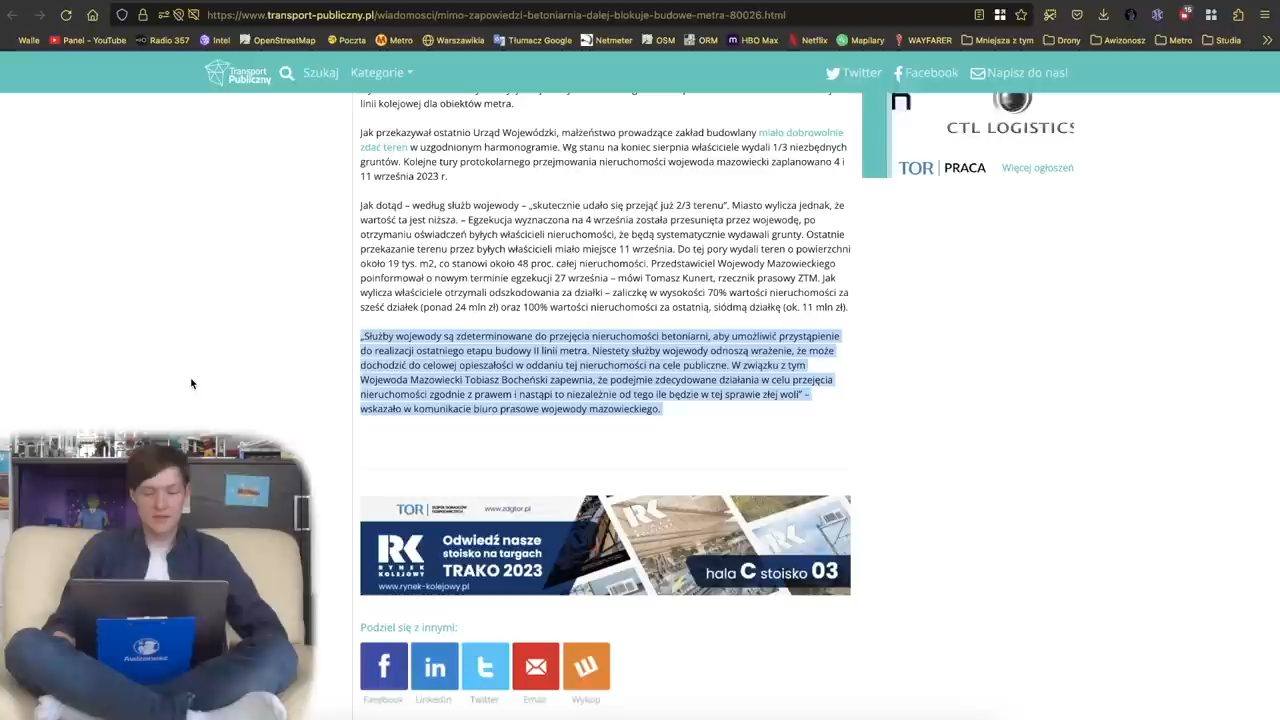 https://www.transport-publiczny.pl/wiadomosci/mimo-zapowiedzi-betoniarnia-dalej-blokuje-budowe-metra-80026.html
15
Walle Panel - YouTube Radio 357 Intel OpenStreetMap Poczta Metro Warszawikia Tłumacz Google Netmeter OSM ORM HBO Max Netflix Mapilary WAYFARER Mniejsza z tym Drony Awizonosz Metro Studia
Transport Publiczny Szukaj Kategorie Twitter Facebook Napisz do nas!
linii kolejowej dla obiektów metra.
CTL LOGISTICS
TOR PRACA Więcej ogłoszeń
Jak przekazywał ostatnio Urząd Wojewódzki, małżeństwo prowadzące zakład budowlany miało dobrowolnie
zdać teren w uzgodnionym harmonogramie. Wg stanu na koniec sierpnia właściciele wydali 1/3 niezbędnych
gruntów. Kolejne tury protokolarnego przejmowania nieruchomości wojewoda mazowiecki zaplanowano 4 i
11 września 2023 r.
Jak dotąd – według służb wojewody – „skutecznie udało się przejąć już 2/3 terenu”. Miasto wylicza jednak, że
wartość ta jest niższa. – Egzekucja wyznaczona na 4 września została przesunięta przez wojewodę, po
otrzymaniu oświadczeń byłych właścicieli nieruchomości, że będą systematycznie wydawali grunty. Ostatnie
przekazanie terenu przez byłych właścicieli miało miejsce 11 września. Do tej pory wydali teren o powierzchni
około 19 tys. m2, co stanowi około 48 proc. całej nieruchomości. Przedstawiciel Wojewody Mazowieckiego
poinformował o nowym terminie egzekucji 27 września – mówi Tomasz Kunert, rzecznik prasowy ZTM. Jak
wylicza właściciele otrzymali odszkodowania za działki – zaliczkę w wysokości 70% wartości nieruchomości za
sześć działek (ponad 24 mln zł) oraz 100% wartości nieruchomości za ostatnią, siódmą działkę (ok. 11 mln zł).
„Służby wojewody są zdeterminowane do przejęcia nieruchomości betoniarni, aby umożliwić przystąpienie
do realizacji ostatniego etapu budowy II linii metra. Niestety służby wojewody odnoszą wrażenie, że może
dochodzić do celowej opieszałości w oddaniu tej nieruchomości na cele publiczne. W związku z tym
Wojewoda Mazowiecki Tobiasz Bocheński zapewnia, że podejmie zdecydowane działania w celu przejęcia
nieruchomości zgodnie z prawem i nastąpi to niezależnie od tego ile będzie w tej sprawie złej woli” –
wskazało w komunikacie biuro prasowe wojewody mazowieckiego.
TOR www.zdgtor.pl
RK
RYNEK KOLEJOWY
www.rynek-kolejowy.pl
Odwiedź nasze
stoisko na targach
TRAKO 2023
RK
hala C stoisko 03
Podziel się z innymi:
Facebook LinkedIn Twitter Email Wykop
Awizonosz